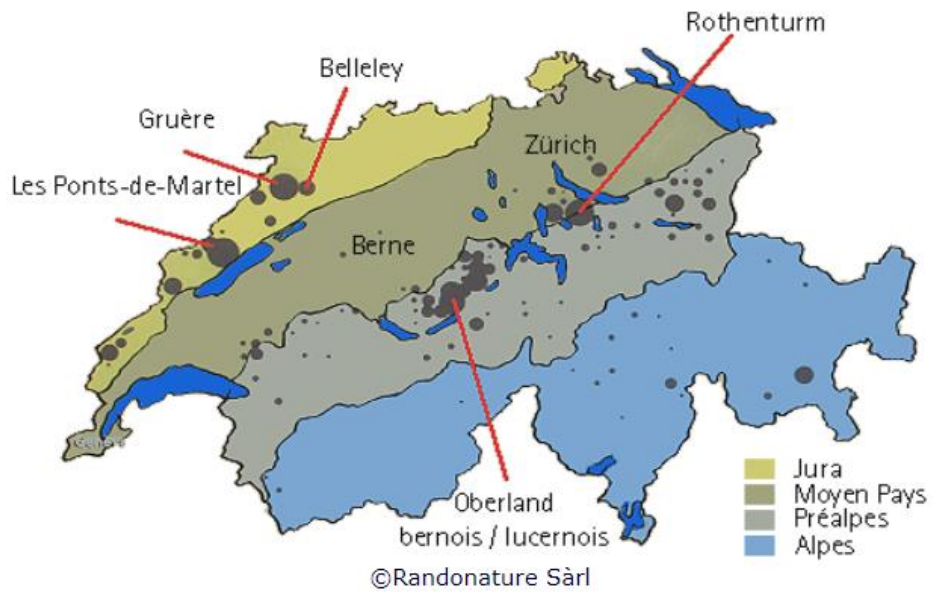 Rothenturm
Belleley
Gruère
Zürich
Les Ponts-de-Martel
Berne
Genève
Oberland
bernois / lucernois
Jura
Moyen Pays
Préalpes
Alpes
©Randonature Sàrl